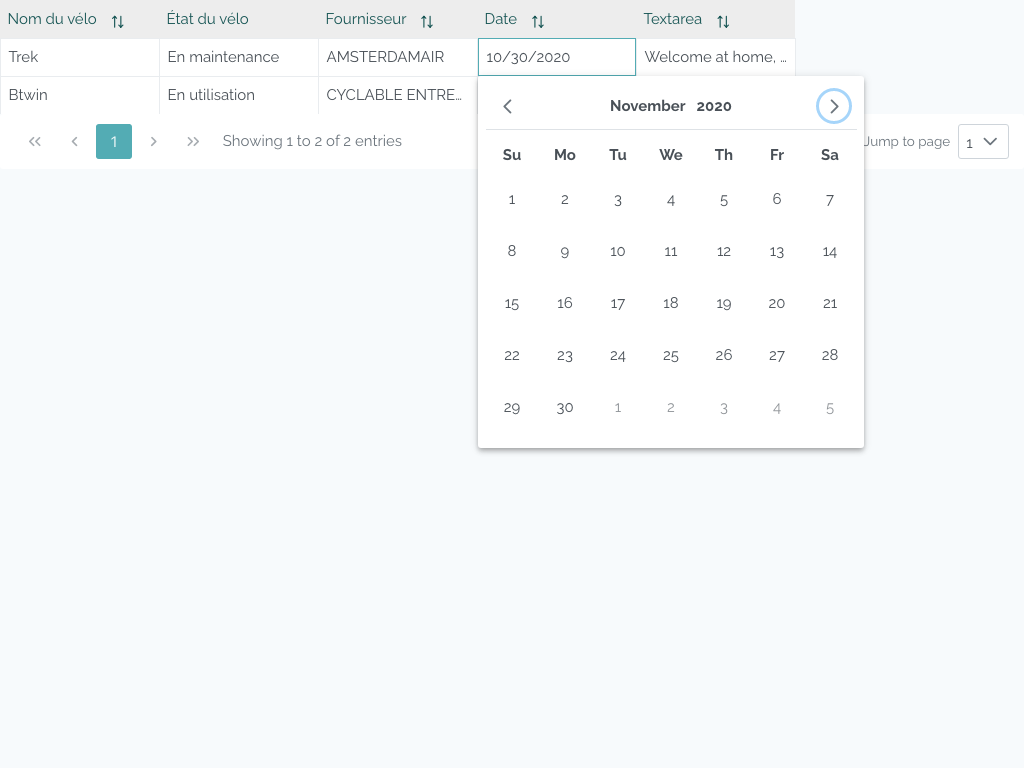 Nom du vélo État du vélo Fournisseur Date Textarea
Trek En maintenance AMSTERDAMAIR 10/30/2020 Welcome at home, ...
Btwin En utilisation CYCLABLE ENTRE...
1 Showing 1 to 2 of 2 entries Jump to page 1
November 2020
Su Mo Tu We Th Fr Sa
1 2 3 4 5 6 7
8 9 10 11 12 13 14
15 16 17 18 19 20 21
22 23 24 25 26 27 28
29 30 1 2 3 4 5